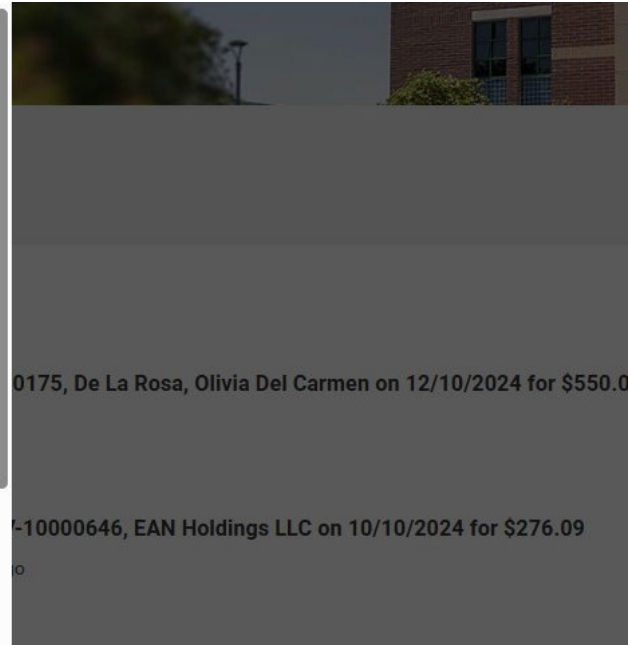 0175, De La Rosa, Olivia Del Carmen on 12/10/2024 for $550.0
-10000646, EAN Holdings LLC on 10/10/2024 for $276.09
go